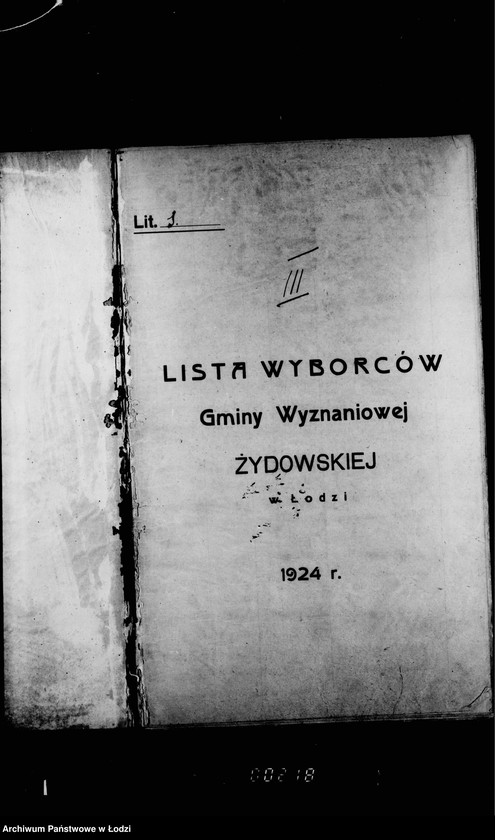 Lit. J.
III
LISTA WYBORCÓW
Gminy Wyznaniowej
ŻYDOWSKIEJ
w Łodzi
1924 r.
00218
Archiwum Państwowe w Łodzi